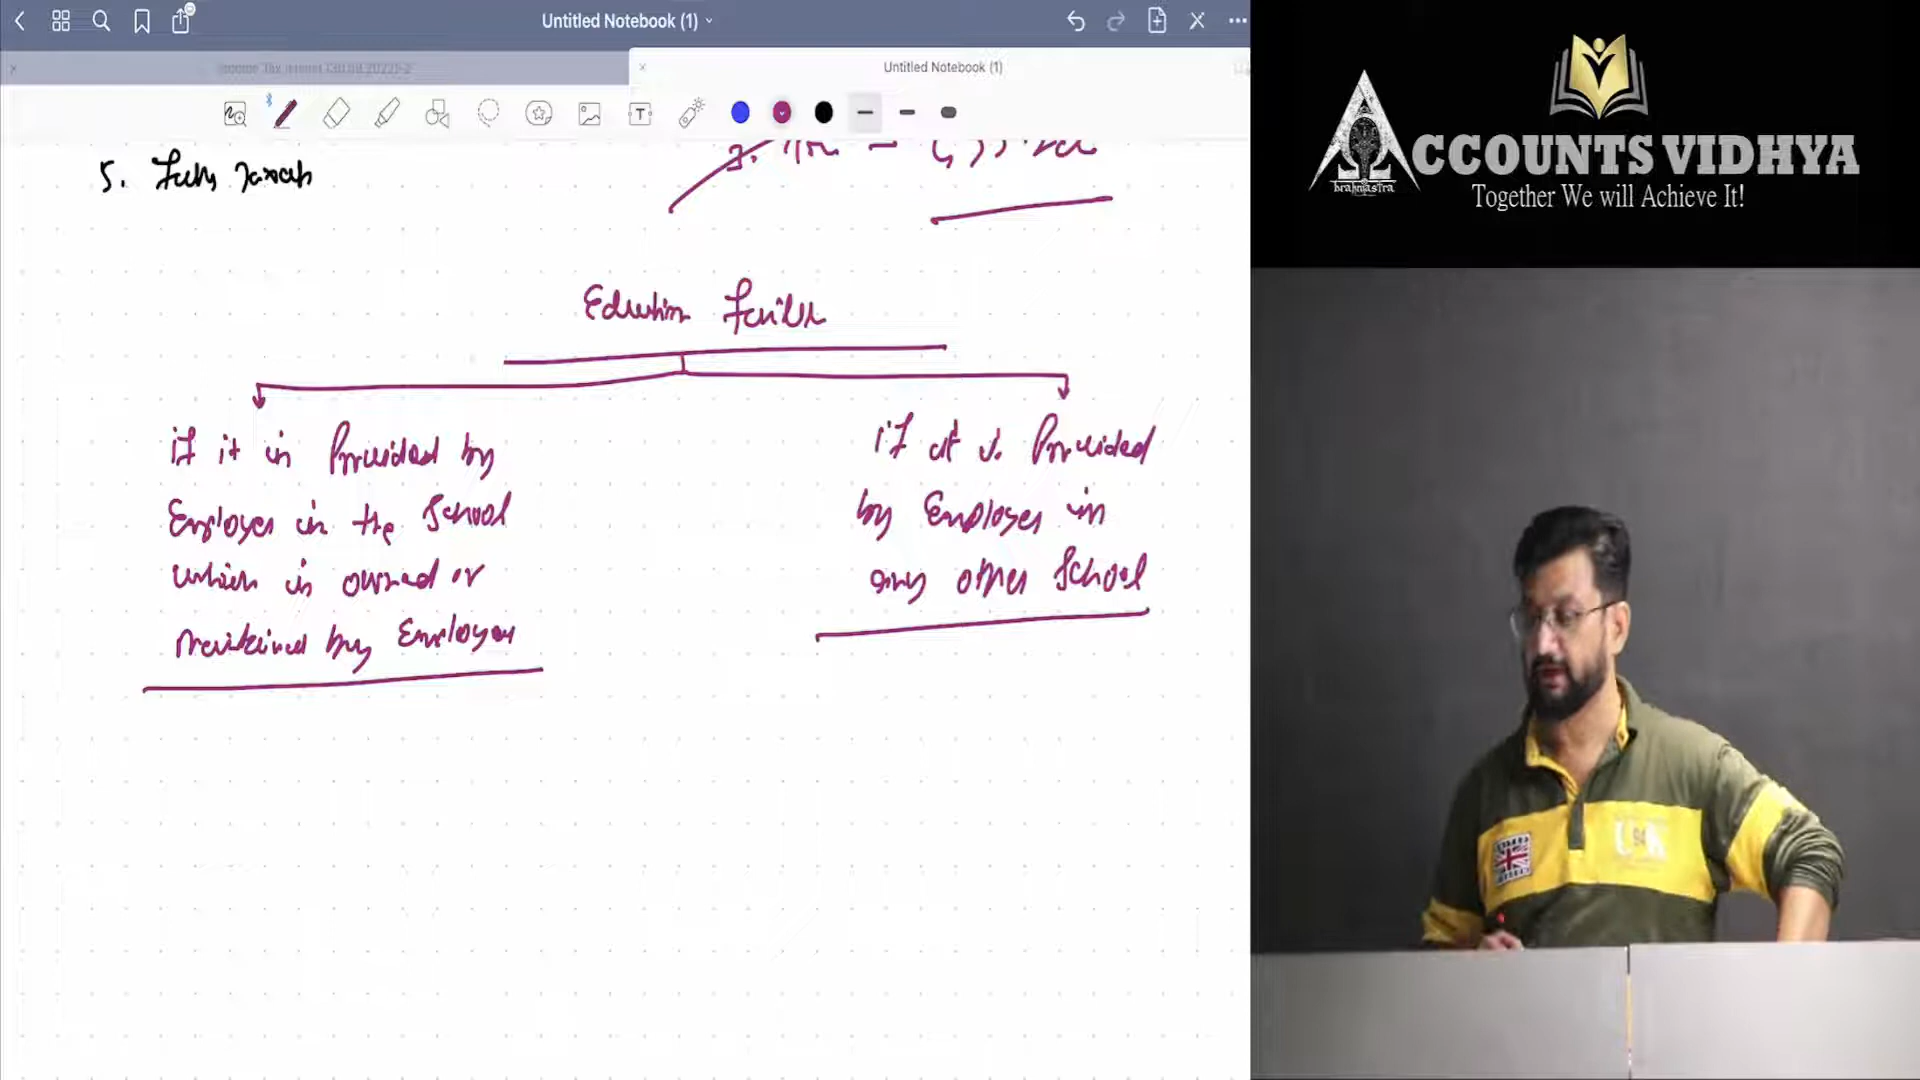 Untitled Notebook (1)
Untitled Notebook (1)
5. Fully Taxable
Education Facility
if it is Provided by
Employer in the School
which is owned or
maintained by Employer
if it is Provided
by Employer in
any other School
ACCOUNTS VIDHYA
brahmastra
Together We will Achieve It!